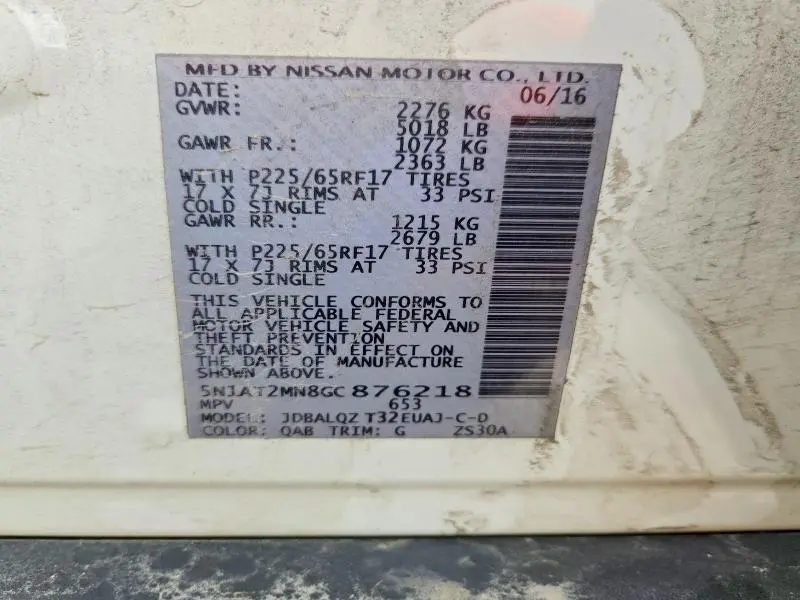 MFD BY NISSAN MOTOR CO., LTD.
DATE: 06/16
GVWR: 2276 KG
5018 LB
GAWR FR.: 1072 KG
2363 LB
WITH P225/65RF17 TIRES
17 X 7J RIMS AT 33 PSI
COLD SINGLE
GAWR RR.: 1215 KG
2679 LB
WITH P225/65RF17 TIRES
17 X 7J RIMS AT 33 PSI
COLD SINGLE
THIS VEHICLE CONFORMS TO
ALL APPLICABLE FEDERAL
MOTOR VEHICLE SAFETY AND
THEFT PREVENTION
STANDARDS IN EFFECT ON
THE DATE OF MANUFACTURE
SHOWN ABOVE.
5N1AT2MN8GC876218
MPV 653
MODEL: JDBALQZ T32EUAJ-C-D
COLOR: QAB TRIM: G ZS30A